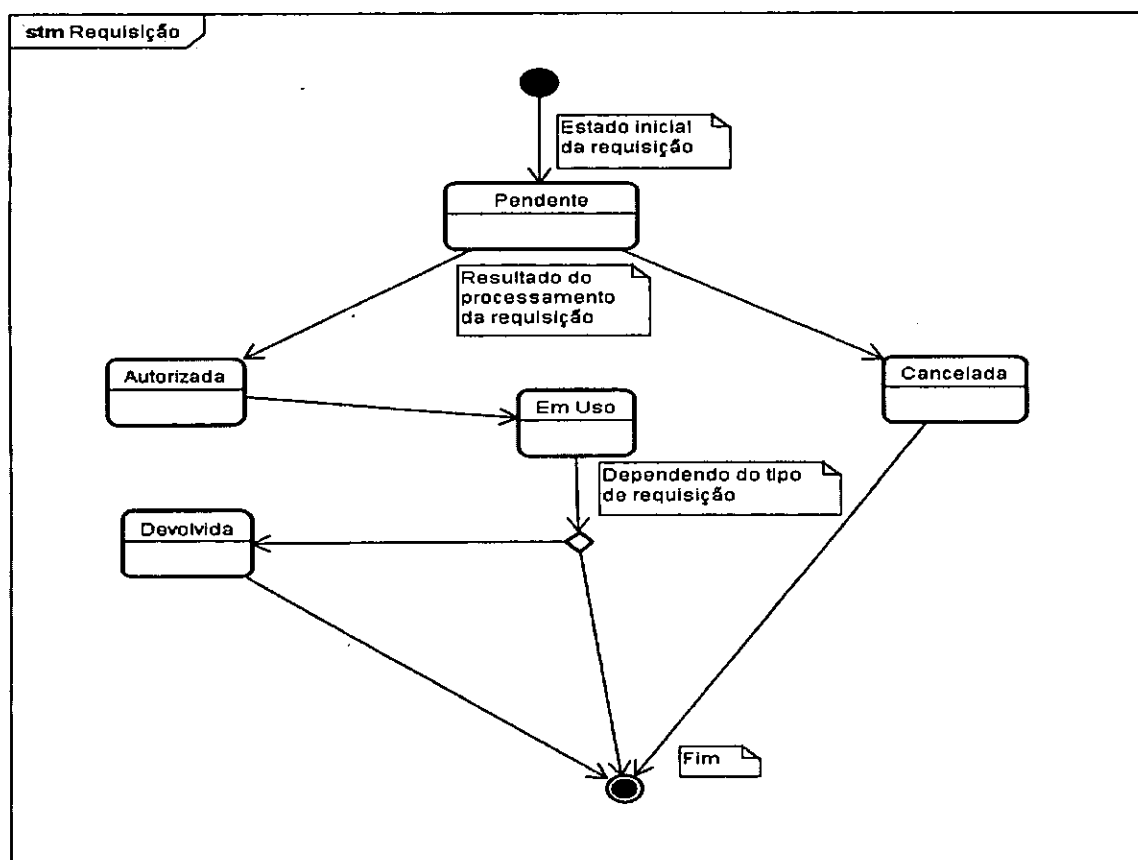 stm Requisição
Estado inicial
da requisição
Pendente
Resultado do
processamento
da requisição
Autorizada
Cancelada
Em Uso
Dependendo do tipo
de requisição
Devolvida
Fim